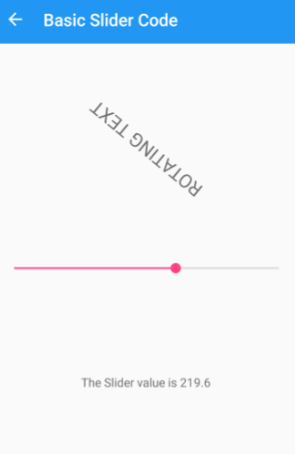 Basic Slider Code
ROTATING TEXT
The Slider value is 219.6